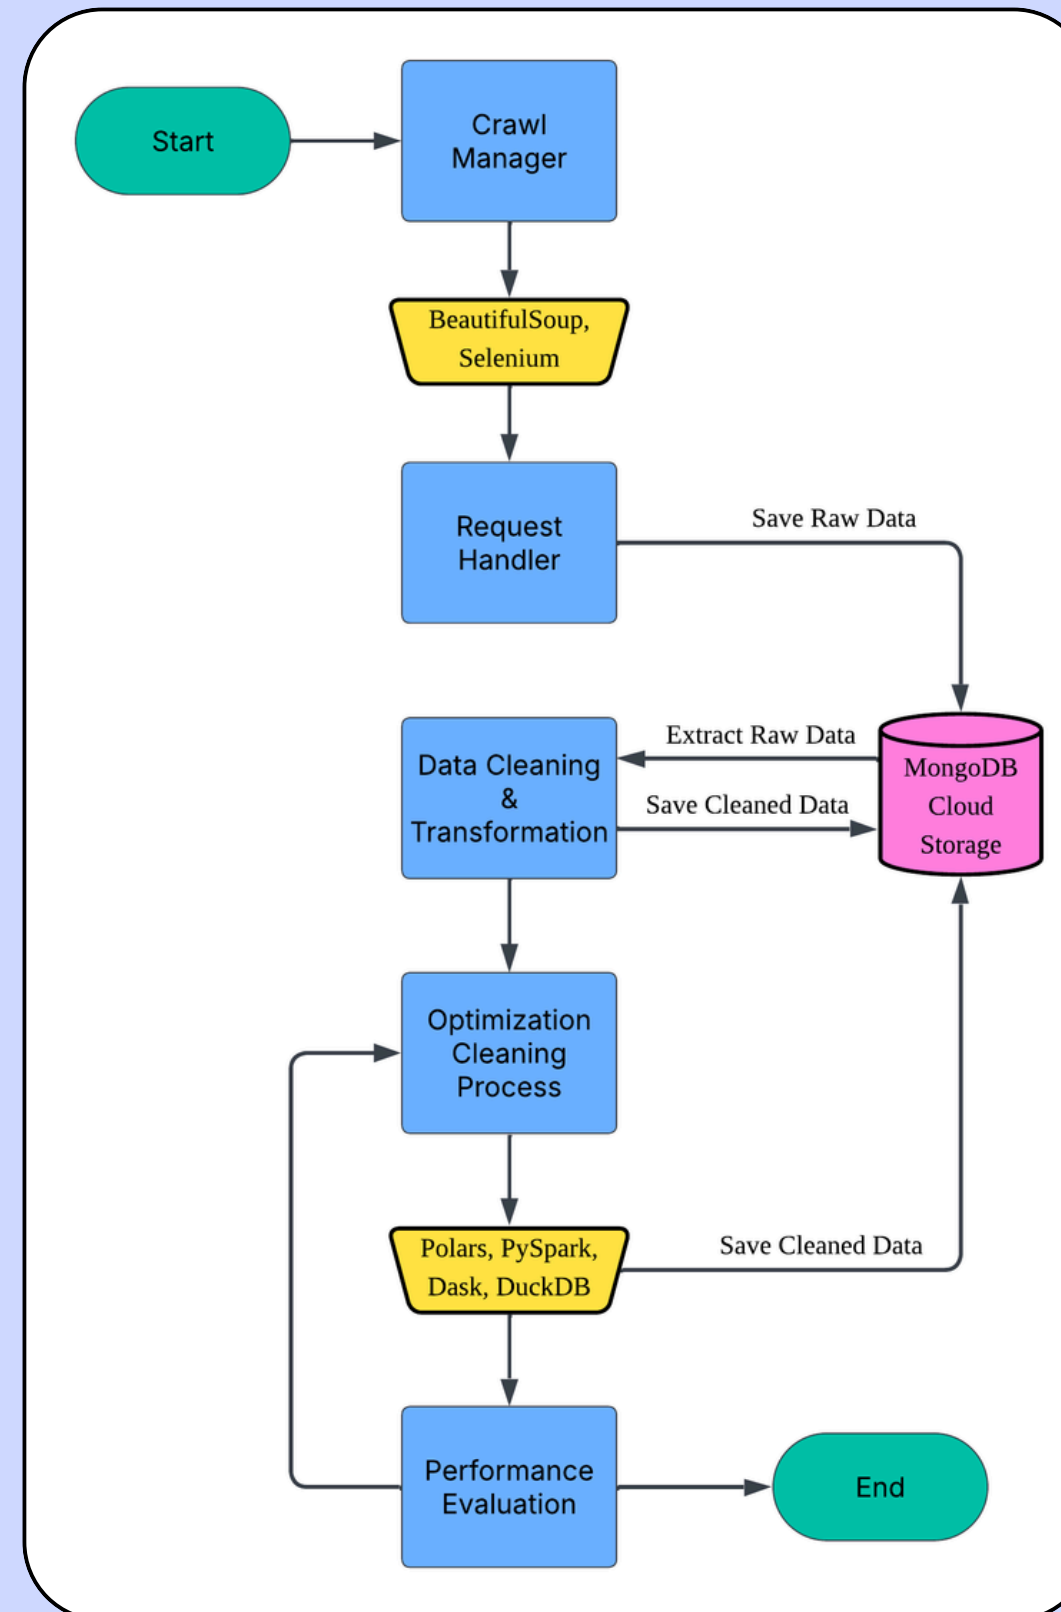 Start
Crawl
Manager
BeautifulSoup,
Selenium
Request
Handler
Save Raw Data
Extract Raw Data
Save Cleaned Data
MongoDB
Cloud
Storage
Data Cleaning
&
Transformation
Optimization
Cleaning
Process
Polars, PySpark,
Dask, DuckDB
Save Cleaned Data
Performance
Evaluation
End